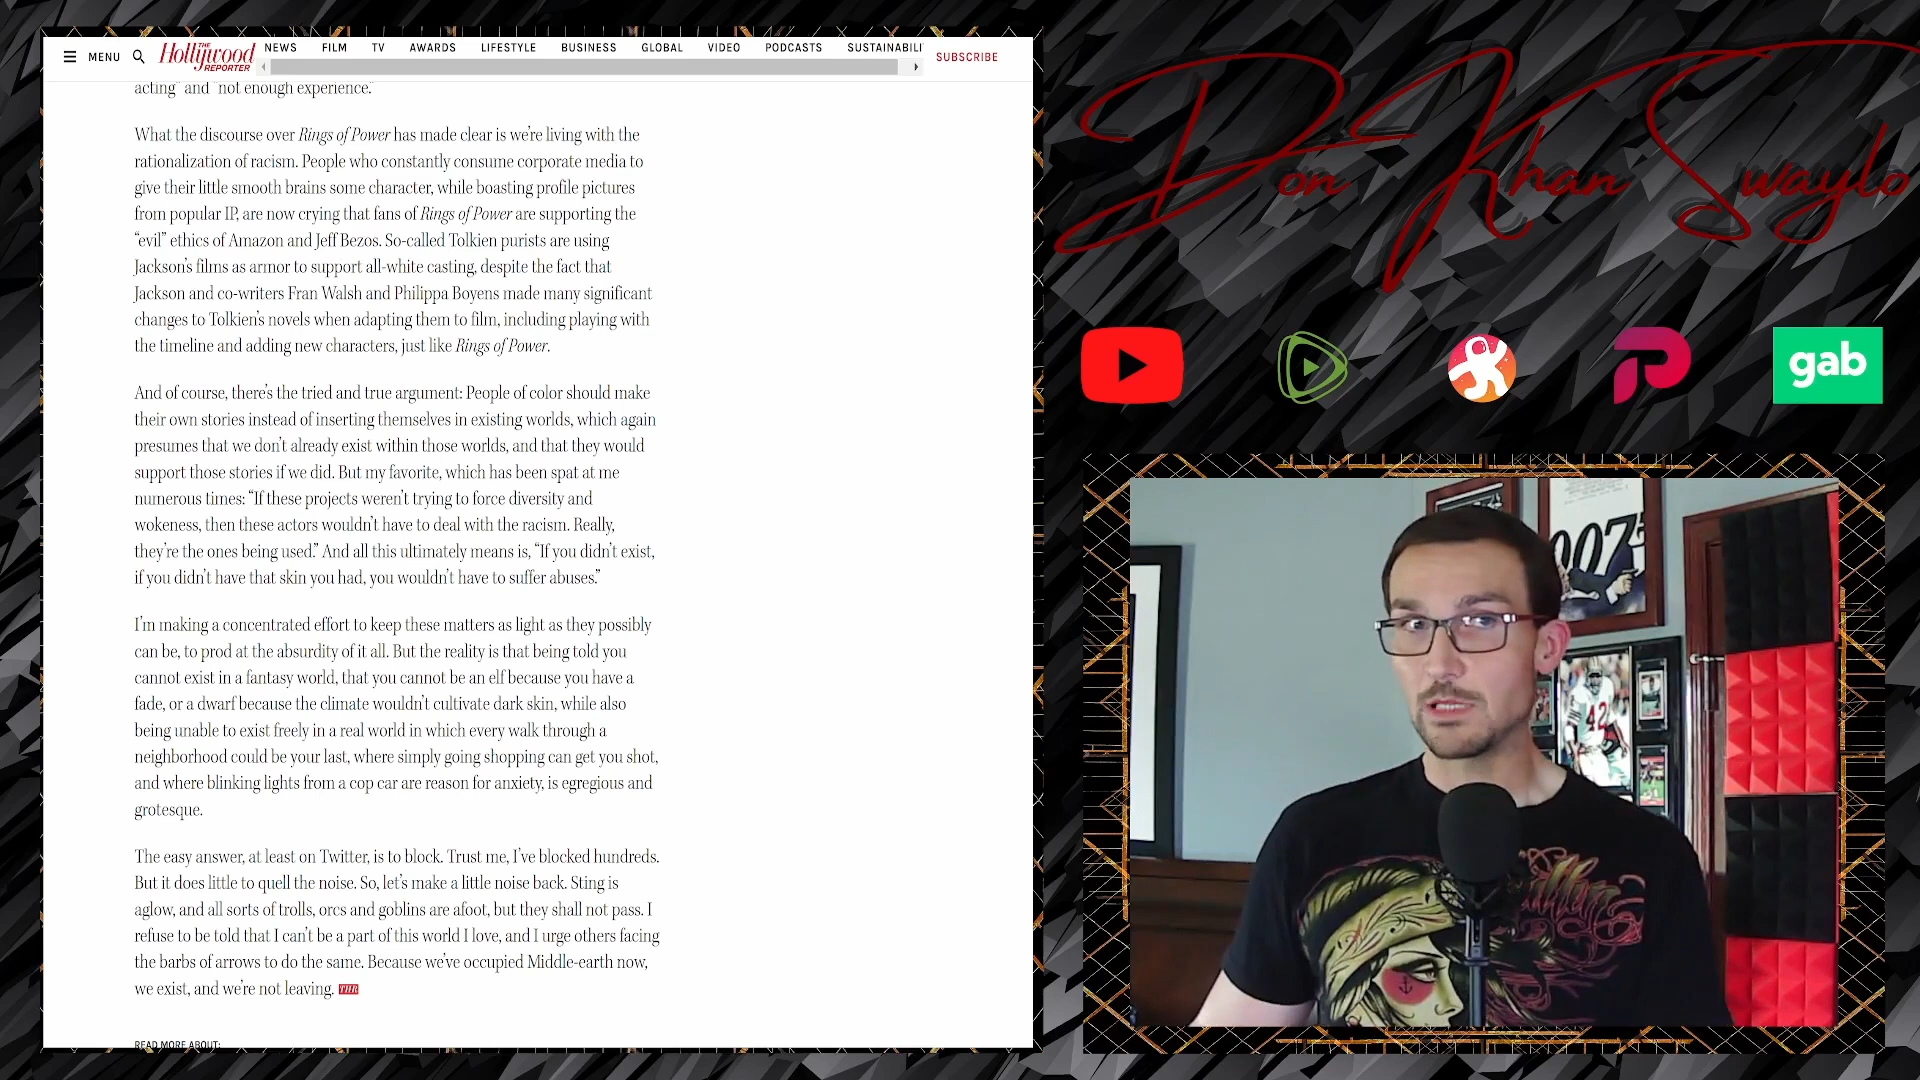 MENU
THE
Hollywood
REPORTER
NEWS FILM TV AWARDS LIFESTYLE BUSINESS GLOBAL VIDEO PODCASTS SUSTAINABILI
SUBSCRIBE
acting” and “not enough experience.”
What the discourse over Rings of Power has made clear is we’re living with the
rationalization of racism. People who constantly consume corporate media to
give their little smooth brains some character, while boasting profile pictures
from popular IP, are now crying that fans of Rings of Power are supporting the
“evil” ethics of Amazon and Jeff Bezos. So-called Tolkien purists are using
Jackson’s films as armor to support all-white casting, despite the fact that
Jackson and co-writers Fran Walsh and Philippa Boyens made many significant
changes to Tolkien’s novels when adapting them to film, including playing with
the timeline and adding new characters, just like Rings of Power.
And of course, there’s the tried and true argument: People of color should make
their own stories instead of inserting themselves in existing worlds, which again
presumes that we don’t already exist within those worlds, and that they would
support those stories if we did. But my favorite, which has been spat at me
numerous times: “If these projects weren’t trying to force diversity and
wokeness, then these actors wouldn’t have to deal with the racism. Really,
they’re the ones being used.” And all this ultimately means is, “If you didn’t exist,
if you didn’t have that skin you had, you wouldn’t have to suffer abuses.”
I’m making a concentrated effort to keep these matters as light as they possibly
can be, to prod at the absurdity of it all. But the reality is that being told you
cannot exist in a fantasy world, that you cannot be an elf because you have a
fade, or a dwarf because the climate wouldn’t cultivate dark skin, while also
being unable to exist freely in a real world in which every walk through a
neighborhood could be your last, where simply going shopping can get you shot,
and where blinking lights from a cop car are reason for anxiety, is egregious and
grotesque.
The easy answer, at least on Twitter, is to block. Trust me, I’ve blocked hundreds.
But it does little to quell the noise. So, let’s make a little noise back. Sting is
aglow, and all sorts of trolls, orcs and goblins are afoot, but they shall not pass. I
refuse to be told that I can’t be a part of this world I love, and I urge others facing
the barbs of arrows to do the same. Because we’ve occupied Middle-earth now,
we exist, and we’re not leaving. THR
READ MORE ABOUT:
Don Khan Swaylo
gab
007
42